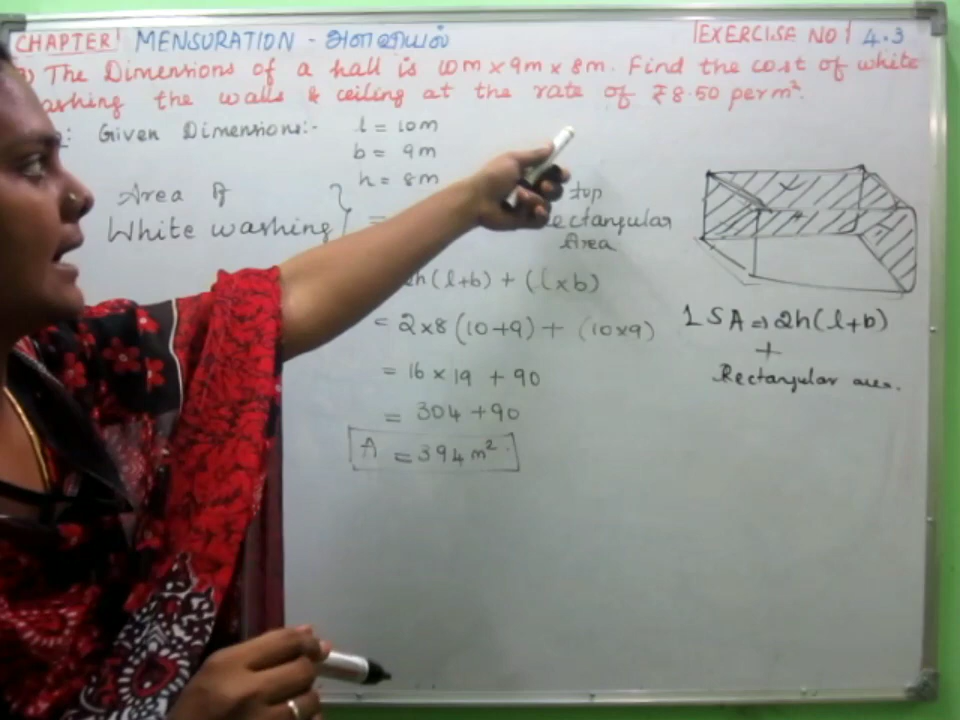 CHAPTER MENSURATION - அளவியல் EXERCISE NO 4.3
The Dimensions of a hall is 10m x 9m x 8m. Find the cost of white
ashing the walls & ceiling at the rate of ₹8.50 per m².
Given Dimensions:- l = 10m
b = 9m
h = 8m
Area of
White washing
=
top
ectangular
Area
h (l+b) + (l x b)
= 2x8 (10+9) + (10x9)
= 16 x 19 + 90
= 304 + 90
A = 394 m²
LSA ⇒ 2h(l+b)
+
Rectangular area.